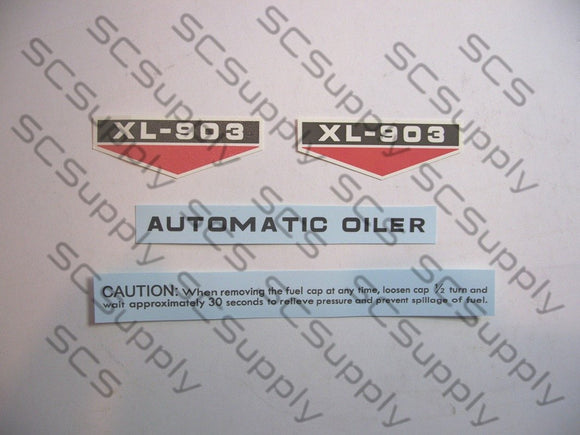 XL-903 XL-903
AUTOMATIC OILER
CAUTION: When removing the fuel cap at any time, loosen cap ½ turn and
wait approximately 30 seconds to relieve pressure and prevent spillage of fuel.
SCSupply